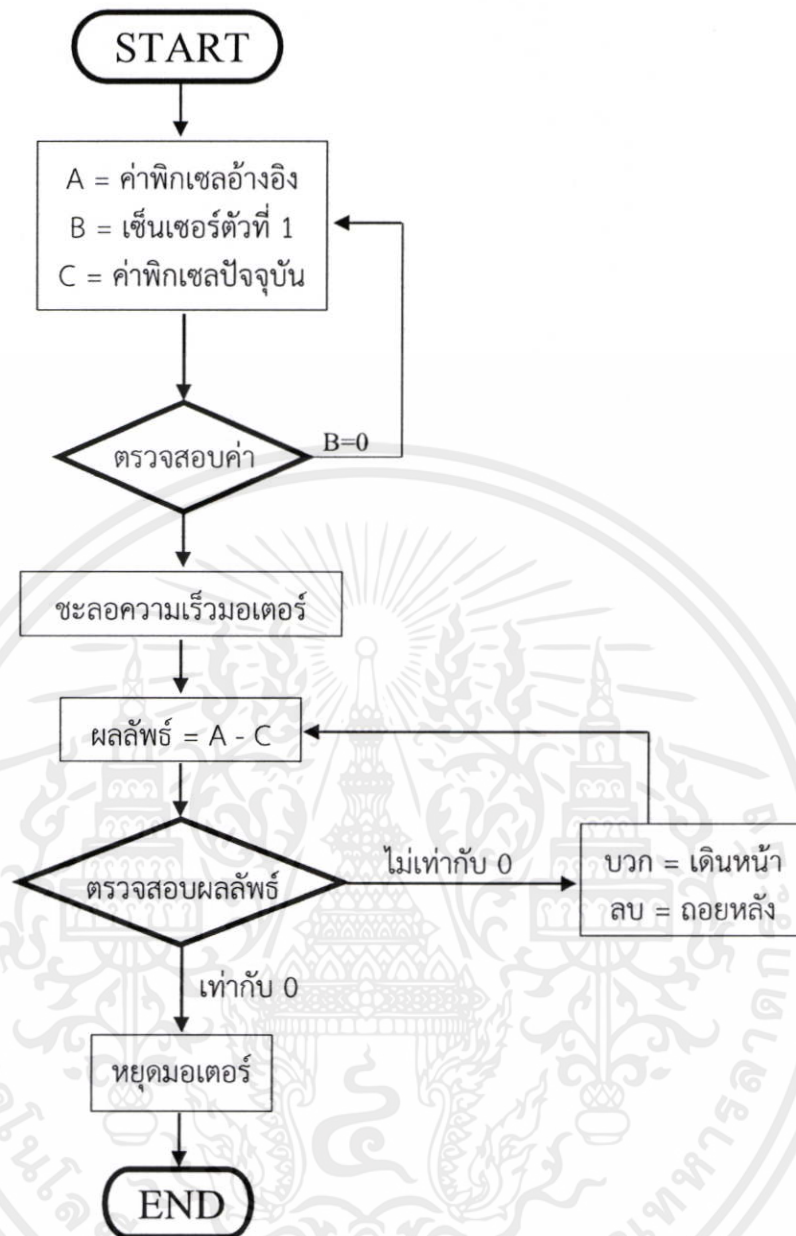 START
A = ค่าพิกเซลอ้างอิง
B = เซ็นเซอร์ตัวที่ 1
C = ค่าพิกเซลปัจจุบัน
ตรวจสอบค่า
B=0
ชะลอความเร็วมอเตอร์
ผลลัพธ์ = A - C
ตรวจสอบผลลัพธ์
ไม่เท่ากับ 0
บวก = เดินหน้า
ลบ = ถอยหลัง
เท่ากับ 0
หยุดมอเตอร์
END